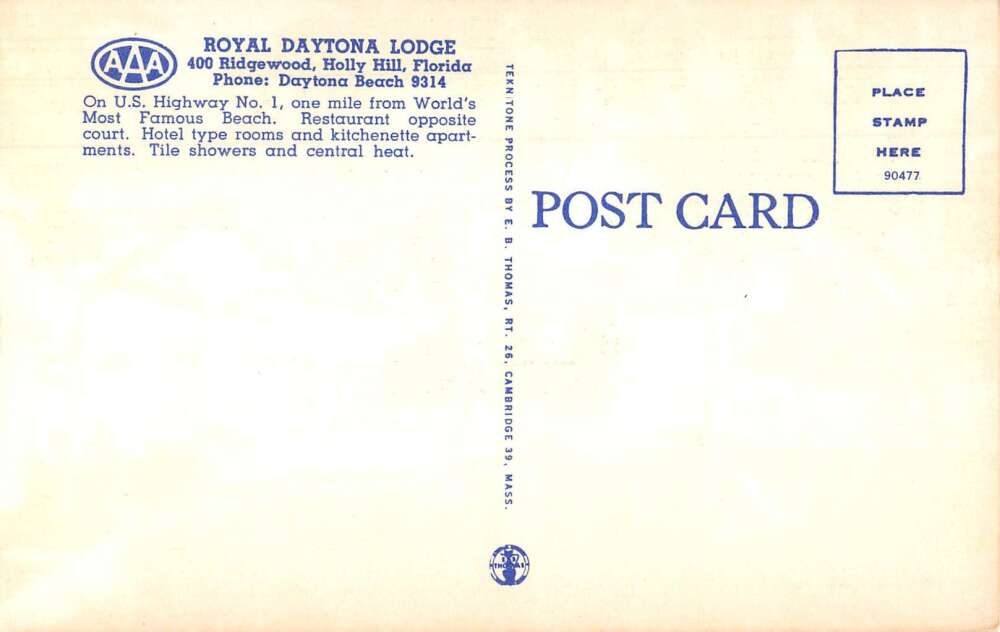 AAA
ROYAL DAYTONA LODGE
400 Ridgewood, Holly Hill, Florida
Phone: Daytona Beach 9314
On U.S. Highway No. 1, one mile from World's
Most Famous Beach. Restaurant opposite
court. Hotel type rooms and kitchenette apart-
ments. Tile showers and central heat.
TEKNITONE PROCESS BY E. B. THOMAS, RT. 26, CAMBRIDGE 39, MASS.
THOMAS
POST CARD
PLACE
STAMP
HERE
90477